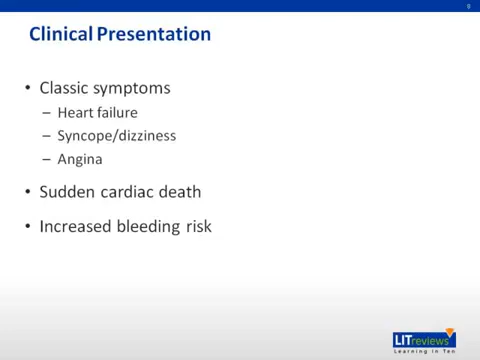 8
Clinical Presentation
• Classic symptoms
– Heart failure
– Syncope/dizziness
– Angina
• Sudden cardiac death
• Increased bleeding risk
LITreviews
Learning in Ten